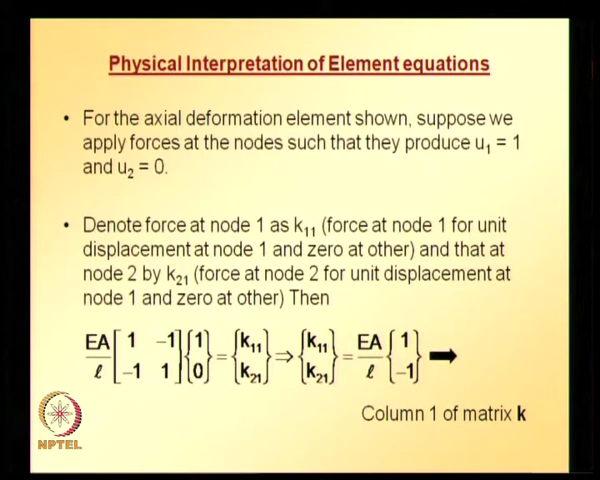 Physical Interpretation of Element equations
• For the axial deformation element shown, suppose we
apply forces at the nodes such that they produce u₁ = 1
and u₂ = 0.
• Denote force at node 1 as k₁₁ (force at node 1 for unit
displacement at node 1 and zero at other) and that at
node 2 by k₂₁ (force at node 2 for unit displacement at
node 1 and zero at other) Then
EA/ℓ [1 −1; −1 1] {1; 0} = {k₁₁; k₂₁} ⇒ {k₁₁; k₂₁} = EA/ℓ {1; −1} ➡
Column 1 of matrix k
NPTEL